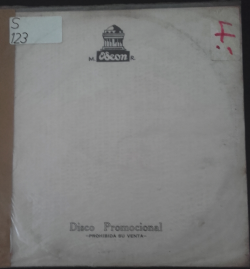 S
123
Odeon
M. R.
Disco Promocional
-PROHIBIDA SU VENTA-